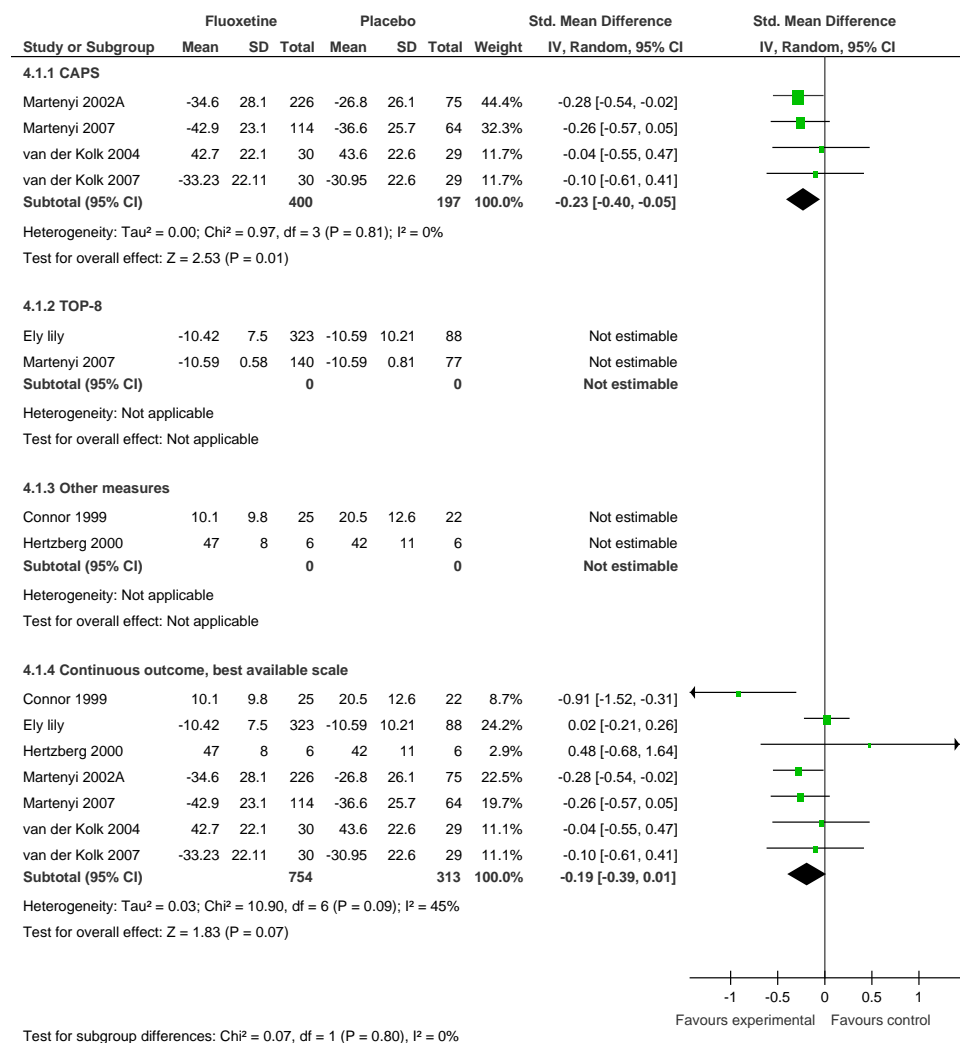 Fluoxetine Placebo Std. Mean Difference Std. Mean Difference
Study or Subgroup Mean SD Total Mean SD Total Weight IV, Random, 95% CI IV, Random, 95% CI
4.1.1 CAPS
Martenyi 2002A -34.6 28.1 226 -26.8 26.1 75 44.4% -0.28 [-0.54, -0.02]
Martenyi 2007 -42.9 23.1 114 -36.6 25.7 64 32.3% -0.26 [-0.57, 0.05]
van der Kolk 2004 42.7 22.1 30 43.6 22.6 29 11.7% -0.04 [-0.55, 0.47]
van der Kolk 2007 -33.23 22.11 30 -30.95 22.6 29 11.7% -0.10 [-0.61, 0.41]
Subtotal (95% CI) 400 197 100.0% -0.23 [-0.40, -0.05]
Heterogeneity: Tau² = 0.00; Chi² = 0.97, df = 3 (P = 0.81); I² = 0%
Test for overall effect: Z = 2.53 (P = 0.01)
4.1.2 TOP-8
Ely lily -10.42 7.5 323 -10.59 10.21 88 Not estimable
Martenyi 2007 -10.59 0.58 140 -10.59 0.81 77 Not estimable
Subtotal (95% CI) 0 0 Not estimable
Heterogeneity: Not applicable
Test for overall effect: Not applicable
4.1.3 Other measures
Connor 1999 10.1 9.8 25 20.5 12.6 22 Not estimable
Hertzberg 2000 47 8 6 42 11 6 Not estimable
Subtotal (95% CI) 0 0 Not estimable
Heterogeneity: Not applicable
Test for overall effect: Not applicable
4.1.4 Continuous outcome, best available scale
Connor 1999 10.1 9.8 25 20.5 12.6 22 8.7% -0.91 [-1.52, -0.31]
Ely lily -10.42 7.5 323 -10.59 10.21 88 24.2% 0.02 [-0.21, 0.26]
Hertzberg 2000 47 8 6 42 11 6 2.9% 0.48 [-0.68, 1.64]
Martenyi 2002A -34.6 28.1 226 -26.8 26.1 75 22.5% -0.28 [-0.54, -0.02]
Martenyi 2007 -42.9 23.1 114 -36.6 25.7 64 19.7% -0.26 [-0.57, 0.05]
van der Kolk 2004 42.7 22.1 30 43.6 22.6 29 11.1% -0.04 [-0.55, 0.47]
van der Kolk 2007 -33.23 22.11 30 -30.95 22.6 29 11.1% -0.10 [-0.61, 0.41]
Subtotal (95% CI) 754 313 100.0% -0.19 [-0.39, 0.01]
Heterogeneity: Tau² = 0.03; Chi² = 10.90, df = 6 (P = 0.09); I² = 45%
Test for overall effect: Z = 1.83 (P = 0.07)
-1 -0.5 0 0.5 1
Favours experimental Favours control
Test for subgroup differences: Chi² = 0.07, df = 1 (P = 0.80), I² = 0%